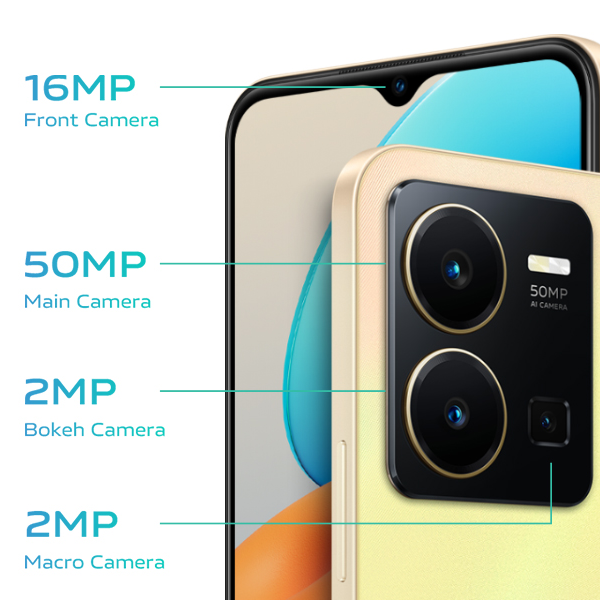 16MP
Front Camera
50MP
Main Camera
50MP
AI CAMERA
2MP
Bokeh Camera
2MP
Macro Camera